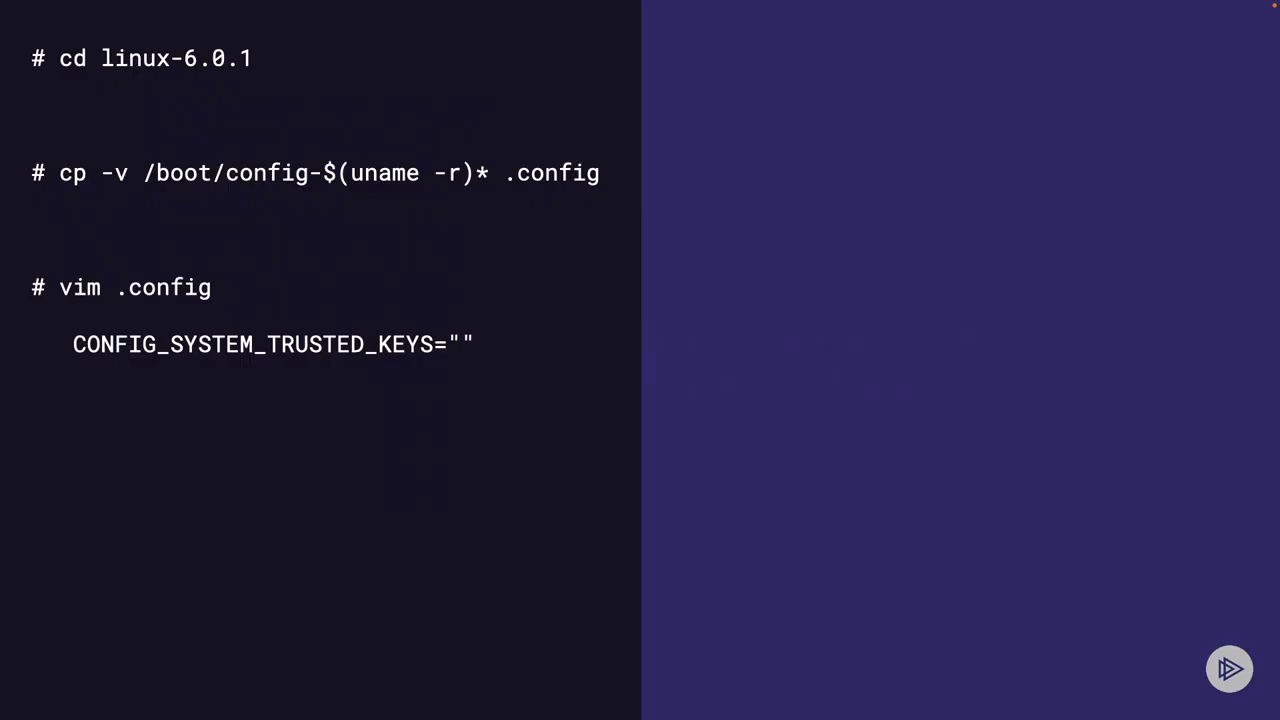 # cd linux-6.0.1
# cp -v /boot/config-$(uname -r)* .config
# vim .config
CONFIG_SYSTEM_TRUSTED_KEYS=""